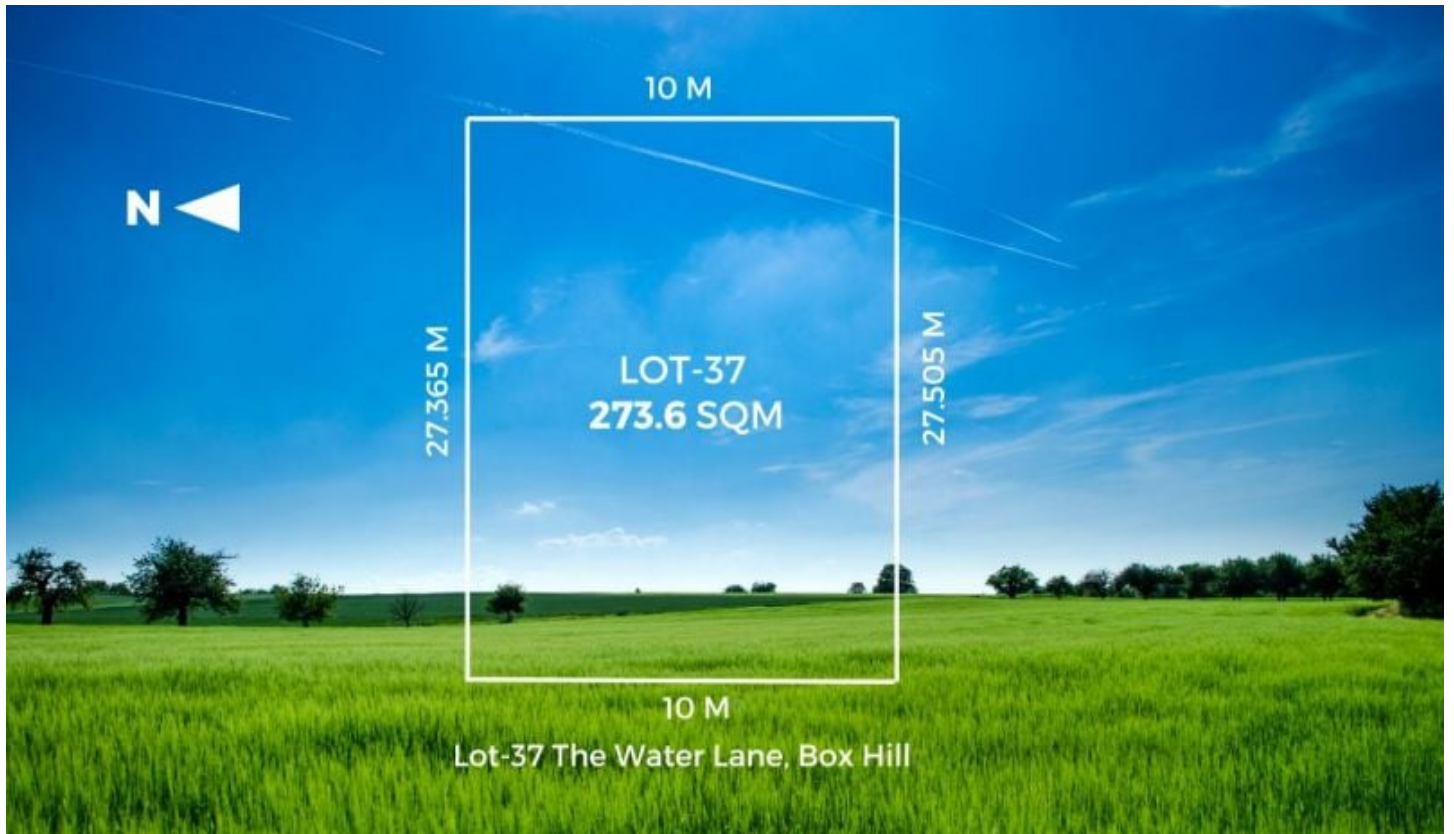 10 M
N
27.365 M
LOT-37
273.6 SQM
27.505 M
10 M
Lot-37 The Water Lane, Box Hill